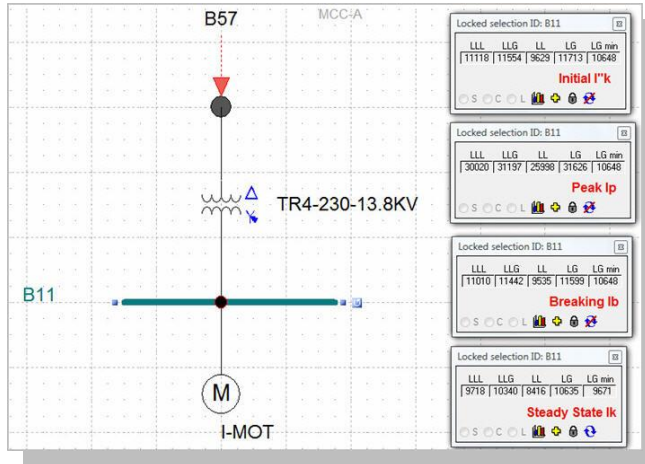 B57
MCC-A
TR4-230-13.8KV
B11
M
I-MOT
Locked selection ID: B11
LLL LLG LL LG LG min
11118 11554 9629 11713 10648
Initial I"k
S C L
Locked selection ID: B11
LLL LLG LL LG LG min
30020 31197 25998 31626 10648
Peak Ip
S C L
Locked selection ID: B11
LLL LLG LL LG LG min
11010 11442 9535 11599 10648
Breaking Ib
S C L
Locked selection ID: B11
LLL LLG LL LG LG min
9718 10340 8416 10635 9671
Steady State Ik
S C L